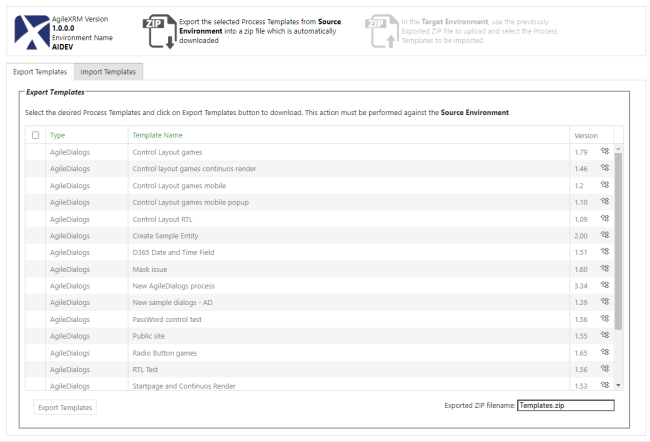 AgileXRM Version
1.0.0.0
Environment Name
AIDEV
ZIP
Export the selected Process Templates from Source
Environment into a zip file which is automatically
downloaded
ZIP
In the Target Environment, use the previously
Exported ZIP file to upload and select the Process
Templates to be imported
Export Templates Import Templates
Export Templates
Select the desired Process Templates and click on Export Templates button to download. This action must be performed against the Source Environment
Type Template Name Version
AgileDialogs Control Layout games 1.79
AgileDialogs Control layout games continuos render 1.46
AgileDialogs Control Layout games mobile 1.2
AgileDialogs Control Layout games mobile popup 1.10
AgileDialogs Control Layout RTL 1.09
AgileDialogs Create Sample Entity 2.00
AgileDialogs D365 Date and Time Field 1.51
AgileDialogs Mask issue 1.60
AgileDialogs New AgileDialogs process 3.34
AgileDialogs New sample dialogs - AD 1.39
AgileDialogs PassWord control test 1.56
AgileDialogs Public site 1.55
AgileDialogs Radio Button games 1.65
AgileDialogs RTL Test 1.56
AgileDialogs Startpage and Continuos Render 1.53
Export Templates Exported ZIP filename: Templates.zip